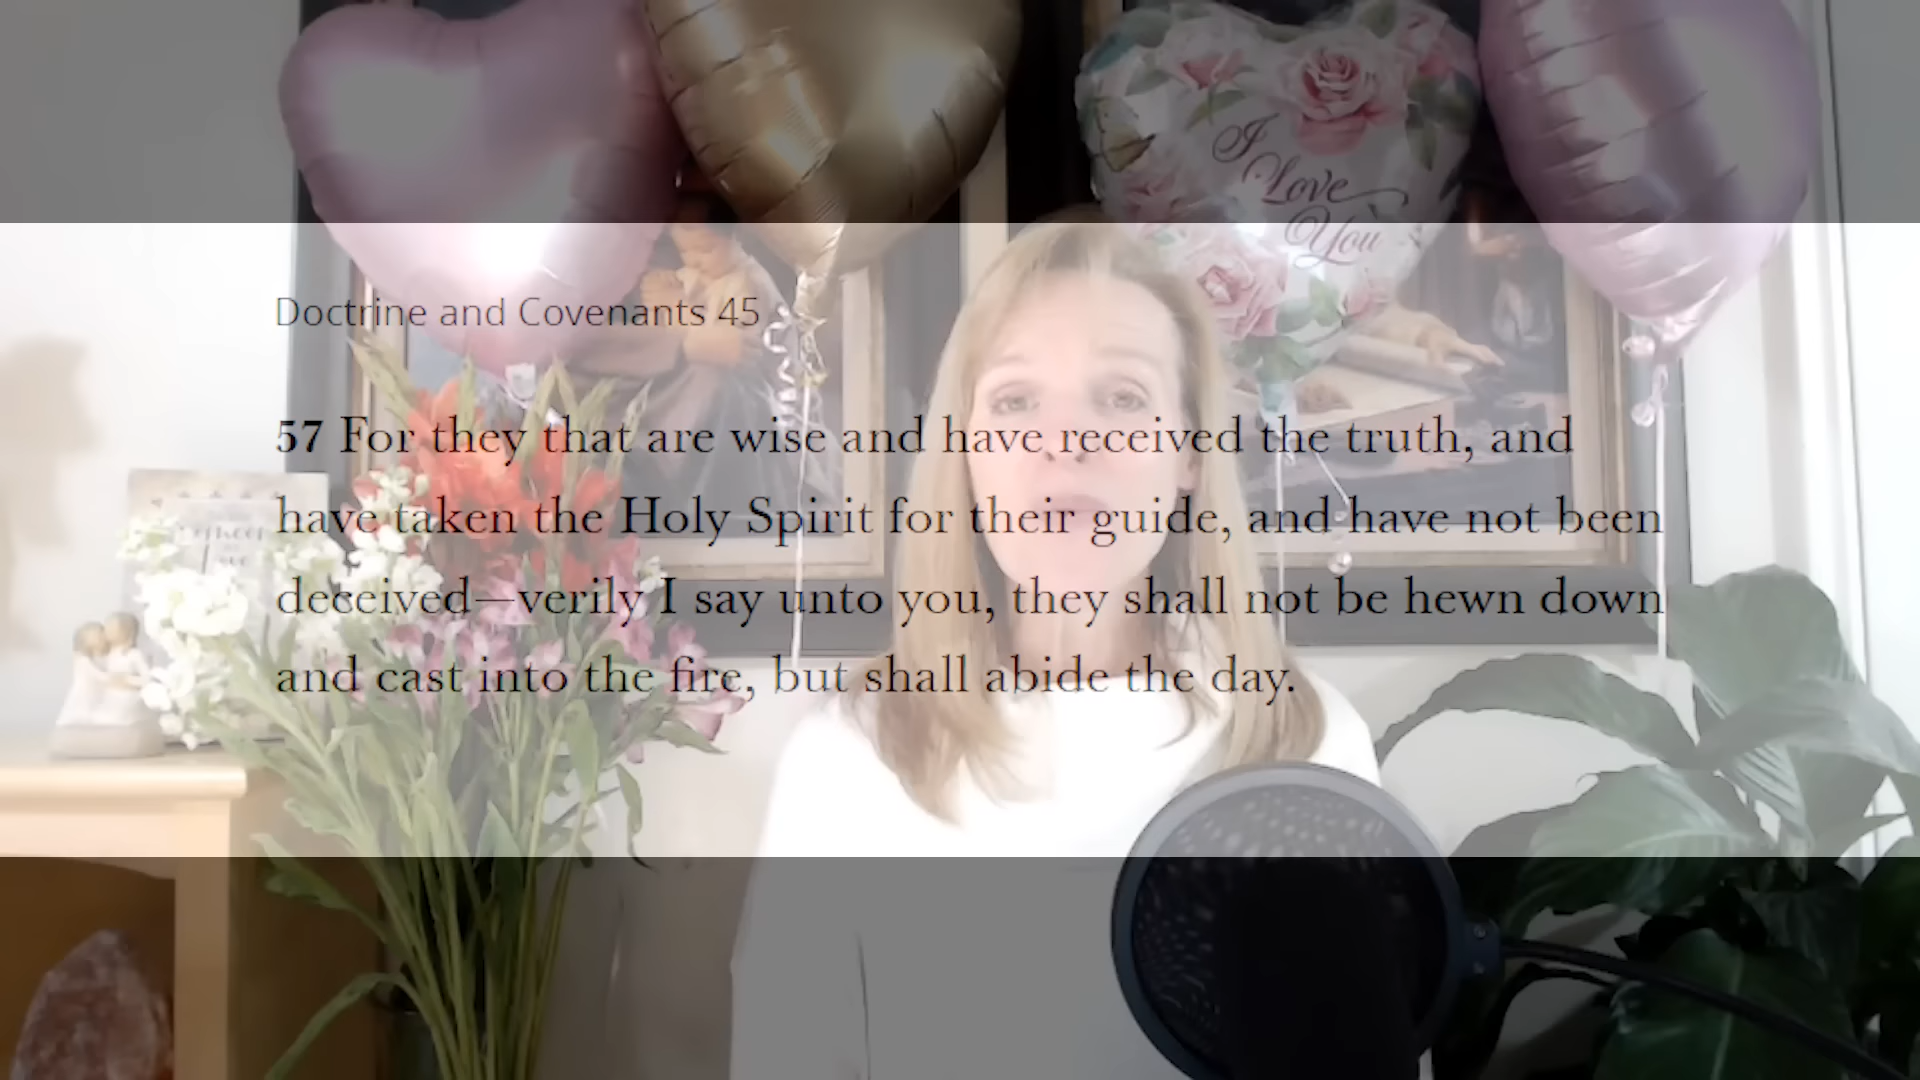 I
Love
You
Doctrine and Covenants 45
57 For they that are wise and have received the truth, and
have taken the Holy Spirit for their guide, and have not been
deceived—verily I say unto you, they shall not be hewn down
and cast into the fire, but shall abide the day.